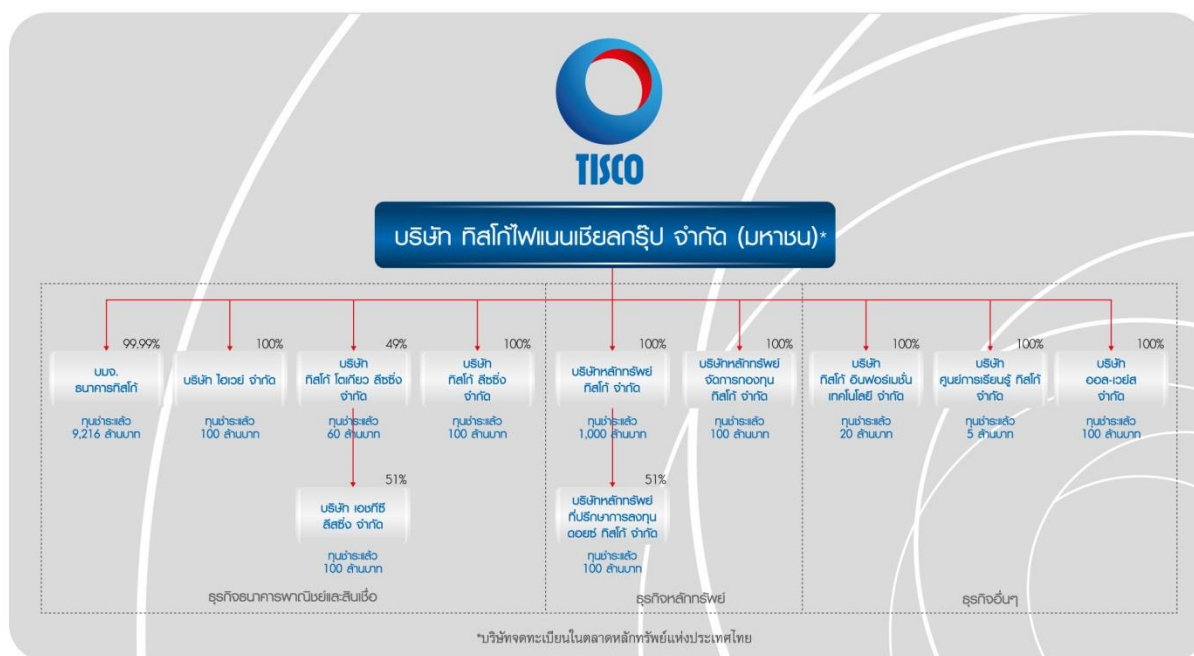 TISCO
บริษัท ทิสโก้ไฟแนนเชียลกรุ๊ป จำกัด (มหาชน)*
99.99%
บมจ.
ธนาคารทิสโก้
ทุนชำระแล้ว
9,216 ล้านบาท
100%
บริษัท ไฮเวย์ จำกัด
ทุนชำระแล้ว
100 ล้านบาท
49%
บริษัท
ทิสโก้ โตเกียว ลีซซิ่ง
จำกัด
ทุนชำระแล้ว
60 ล้านบาท
51%
บริษัท เอชทีซี
ลีสซิ่ง จำกัด
ทุนชำระแล้ว
100 ล้านบาท
100%
บริษัท
ทิสโก้ ลีซซิ่ง
จำกัด
ทุนชำระแล้ว
100 ล้านบาท
ธุรกิจธนาคารพาณิชย์และสินเชื่อ
100%
บริษัทหลักทรัพย์
ทิสโก้ จำกัด
ทุนชำระแล้ว
1,000 ล้านบาท
51%
บริษัทหลักทรัพย์
ที่ปรึกษาการลงทุน
ดอยซ์ ทิสโก้ จำกัด
ทุนชำระแล้ว
100 ล้านบาท
100%
บริษัทหลักทรัพย์
จัดการกองทุน
ทิสโก้ จำกัด
ทุนชำระแล้ว
100 ล้านบาท
ธุรกิจหลักทรัพย์
100%
บริษัท
ทิสโก้ อินฟอร์เมชั่น
เทคโนโลยี จำกัด
ทุนชำระแล้ว
20 ล้านบาท
100%
บริษัท
ศูนย์การเรียนรู้ ทิสโก้
จำกัด
ทุนชำระแล้ว
5 ล้านบาท
100%
บริษัท
ออล-เวย์ส
จำกัด
ทุนชำระแล้ว
100 ล้านบาท
ธุรกิจอื่นๆ
*บริษัทจดทะเบียนในตลาดหลักทรัพย์แห่งประเทศไทย